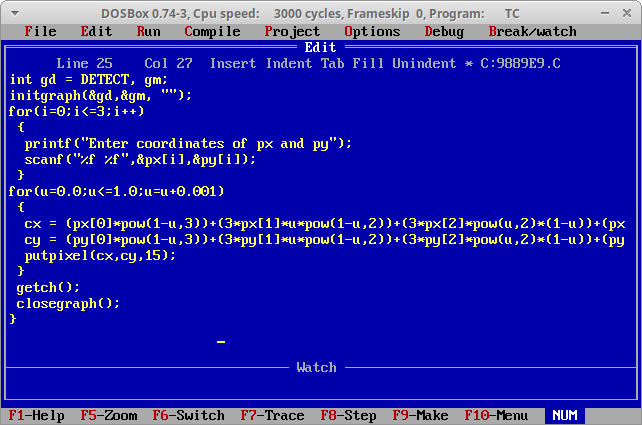 DOSBox 0.74-3, Cpu speed: 3000 cycles, Frameskip 0, Program: TC
File Edit Run Compile Project Options Debug Break/watch
Edit
Line 25 Col 27 Insert Indent Tab Fill Unindent * C:9889E9.C
int gd = DETECT, gm;
initgraph(&gd,&gm, "");
for(i=0;i<=3;i++)
{
printf("Enter coordinates of px and py");
scanf("%f %f",&px[i],&py[i]);
}
for(u=0.0;u<=1.0;u=u+0.001)
{
cx = (px[0]*pow(1-u,3))+(3*px[1]*u*pow(1-u,2))+(3*px[2]*pow(u,2)*(1-u))+(px
cy = (py[0]*pow(1-u,3))+(3*py[1]*u*pow(1-u,2))+(3*py[2]*pow(u,2)*(1-u))+(py
putpixel(cx,cy,15);
}
getch();
closegraph();
}
Watch
F1-Help F5-Zoom F6-Switch F7-Trace F8-Step F9-Make F10-Menu NUM